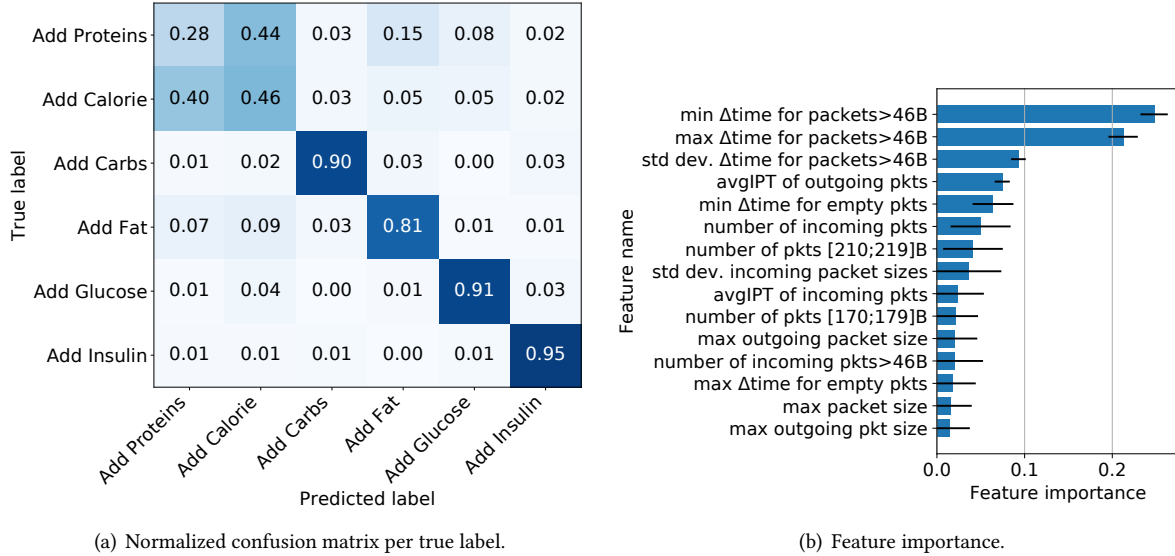 True label
Add Proteins 0.28 0.44 0.03 0.15 0.08 0.02
Add Calorie 0.40 0.46 0.03 0.05 0.05 0.02
Add Carbs 0.01 0.02 0.90 0.03 0.00 0.03
Add Fat 0.07 0.09 0.03 0.81 0.01 0.01
Add Glucose 0.01 0.04 0.00 0.01 0.91 0.03
Add Insulin 0.01 0.01 0.01 0.00 0.01 0.95
Add Proteins Add Calorie Add Carbs Add Fat Add Glucose Add Insulin
Predicted label
(a) Normalized confusion matrix per true label.
Feature name
min Δtime for packets>46B
max Δtime for packets>46B
std dev. Δtime for packets>46B
avgIPT of outgoing pkts
min Δtime for empty pkts
number of incoming pkts
number of pkts [210;219]B
std dev. incoming packet sizes
avgIPT of incoming pkts
number of pkts [170;179]B
max outgoing packet size
number of incoming pkts>46B
max Δtime for empty pkts
max packet size
max outgoing pkt size
0.0 0.1 0.2
Feature importance
(b) Feature importance.